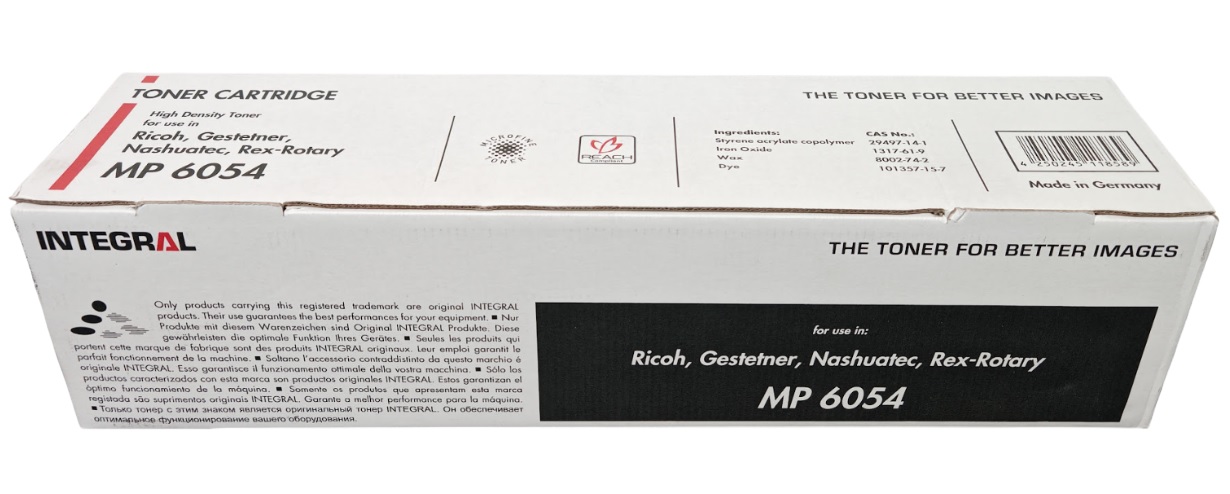 TONER CARTRIDGE
High Density Toner
for use in
Ricoh, Gestetner,
Nashuatec, Rex-Rotary
MP 6054
MICROFINE TONER
REACH
Compliant
THE TONER FOR BETTER IMAGES
Ingredients: CAS No.:
Styrene acrylate copolymer 29497-14-1
Iron Oxide 1317-61-9
Wax 8002-74-2
Dye 101357-15-7
4 250245 118589
Made in Germany
INTEGRAL
THE TONER FOR BETTER IMAGES
Only products carrying this registered trademark are original INTEGRAL
products. Their use guarantees the best performances for your equipment. ■ Nur
Produkte mit diesem Warenzeichen sind Original INTEGRAL Produkte. Diese
gewährleisten die optimale Funktion Ihres Gerätes. ■ Seules les produits qui
portent cette marque de fabrique sont des produits INTEGRAL originaux. Leur emploi garantit le
parfait fonctionnement de la machine. ■ Soltano l'accessorio contraddistinto da questo marchio è
originale INTEGRAL. Esso garantisce il funzionamento ottimale della vostra macchina. ■ Sólo los
productos caracterizados con esta marca son productos originales INTEGRAL. Estos garantizan el
óptimo funcionamiento de la máquina. ■ Somente os produtos que apresentam esta marca
registada são suprimentos originais INTEGRAL. Garante a melhor performance para la máquina.
■ Только тонер с этим знаком является оригинальный тонер INTEGRAL. Он обеспечивает
оптимальное функционирование вашего оборудования.
for use in:
Ricoh, Gestetner, Nashuatec, Rex-Rotary
MP 6054